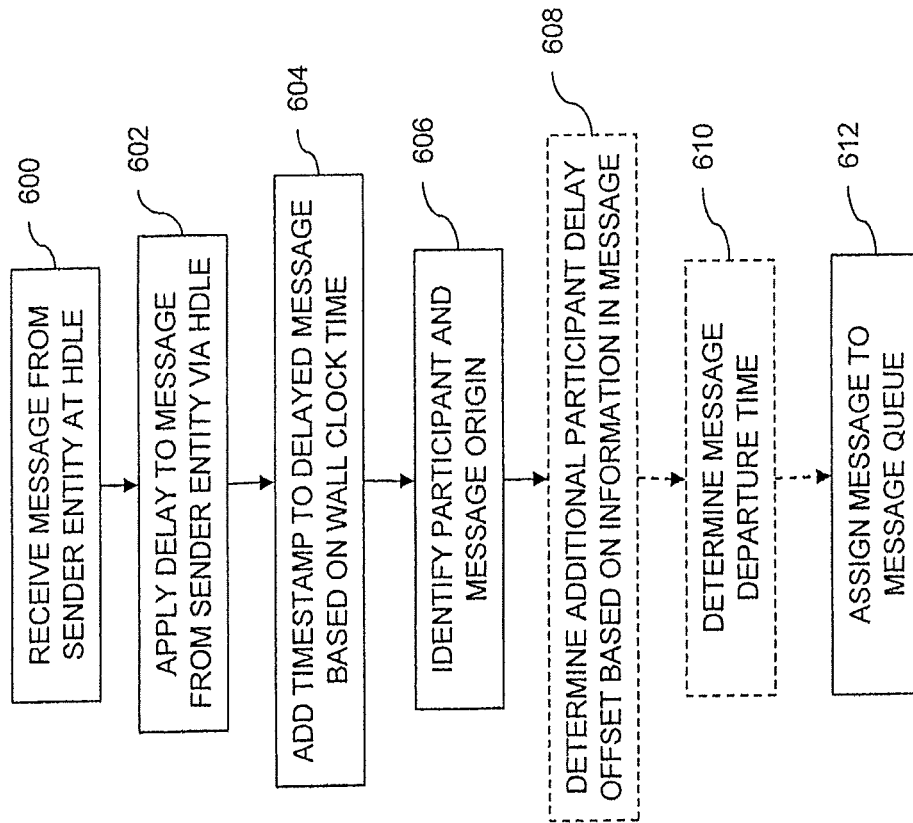 600
RECEIVE MESSAGE FROM
SENDER ENTITY AT HDLE
602
APPLY DELAY TO MESSAGE
FROM SENDER ENTITY VIA HDLE
604
ADD TIMESTAMP TO DELAYED MESSAGE
BASED ON WALL CLOCK TIME
606
IDENTIFY PARTICIPANT AND
MESSAGE ORIGIN
608
DETERMINE ADDITIONAL PARTICIPANT DELAY
OFFSET BASED ON INFORMATION IN MESSAGE
610
DETERMINE MESSAGE
DEPARTURE TIME
612
ASSIGN MESSAGE TO
MESSAGE QUEUE